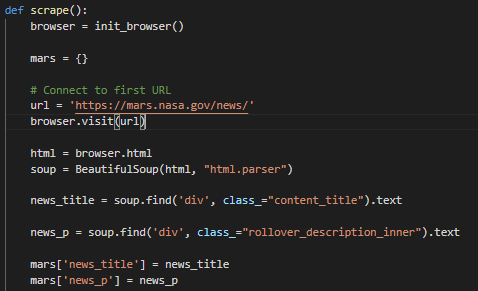 def scrape():
    browser = init_browser()
    mars = {}
    # Connect to first URL
    url = 'https://mars.nasa.gov/news/'
    browser.visit(url)
    html = browser.html
    soup = BeautifulSoup(html, "html.parser")
    news_title = soup.find('div', class_="content_title").text
    news_p = soup.find('div', class_="rollover_description_inner").text
    mars['news_title'] = news_title
    mars['news_p'] = news_p